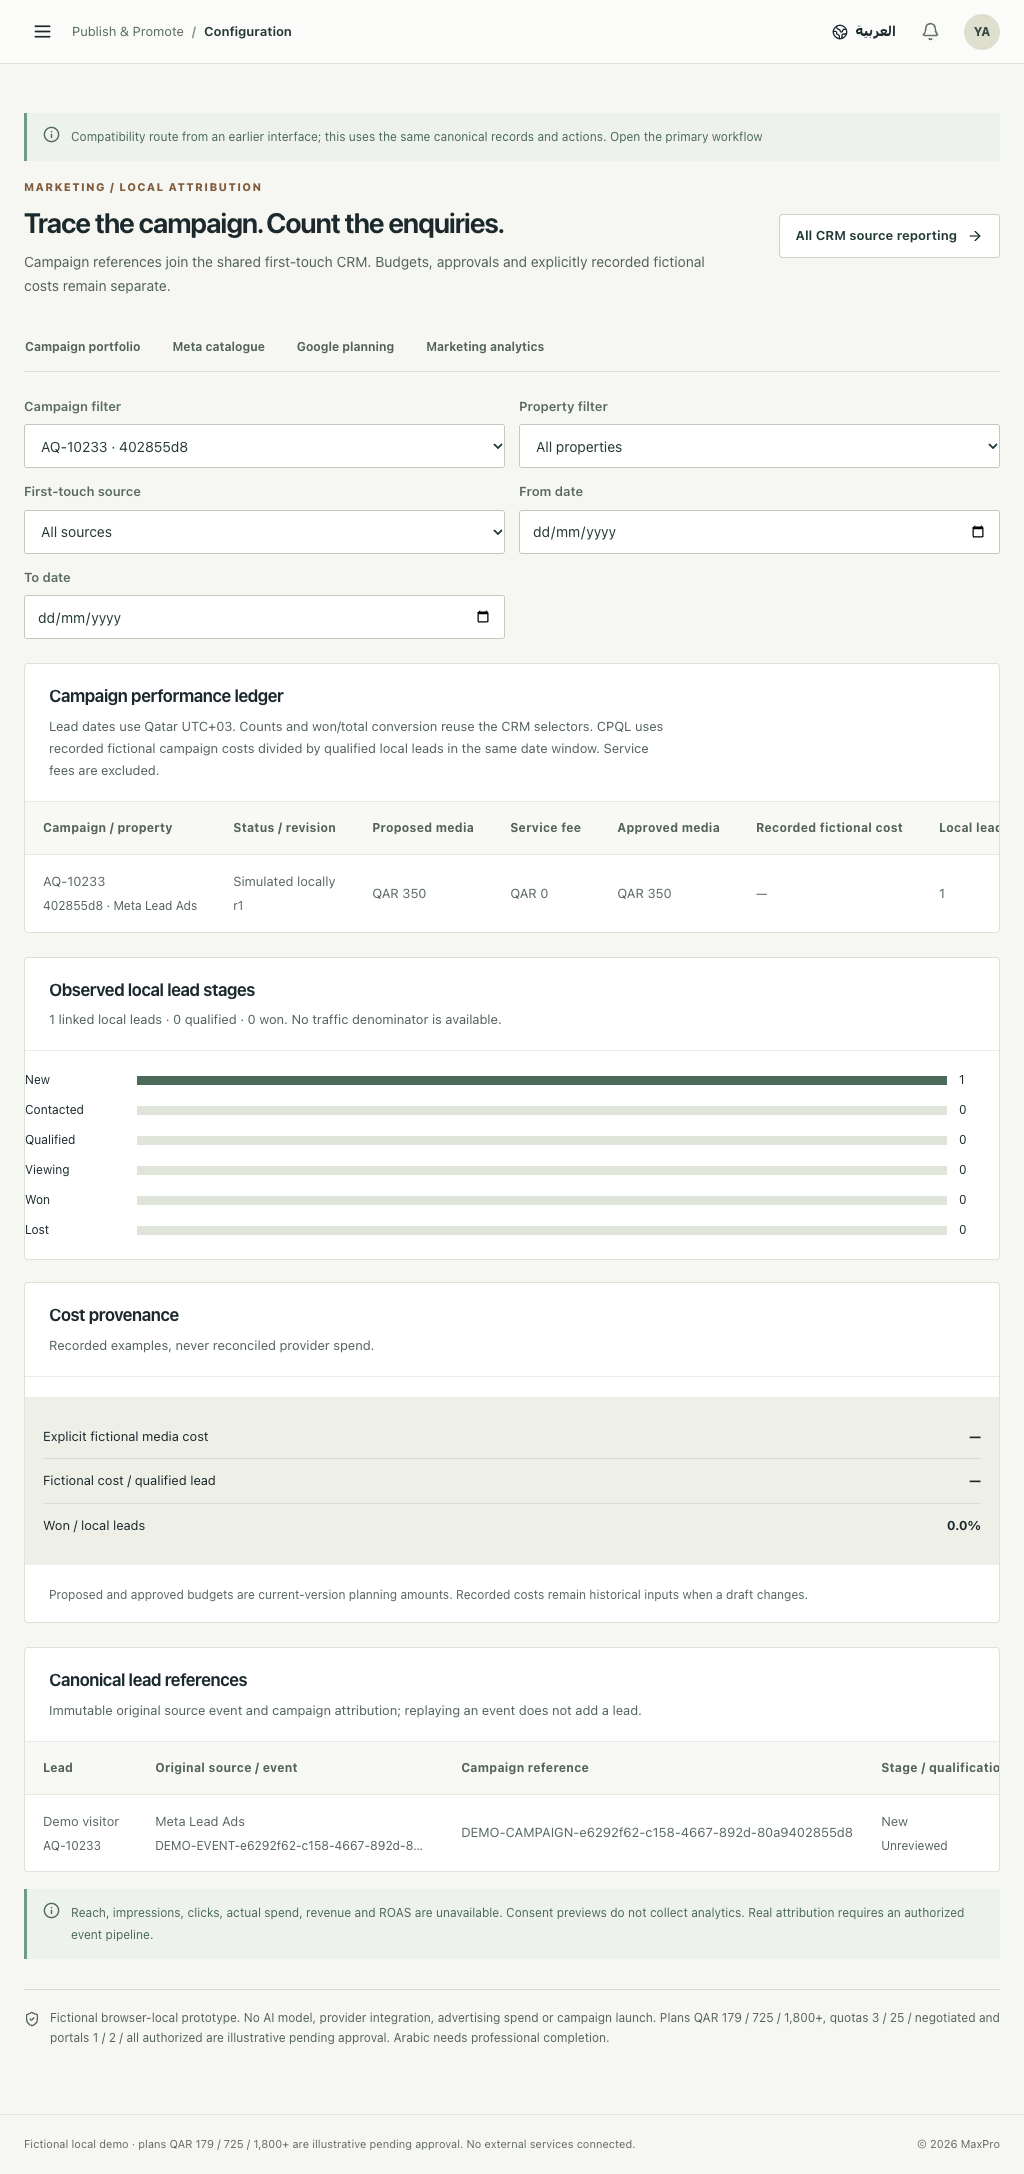 Publish & Promote / Configuration
العربية
YA
Compatibility route from an earlier interface; this uses the same canonical records and actions. Open the primary workflow
MARKETING / LOCAL ATTRIBUTION
Trace the campaign. Count the enquiries.
All CRM source reporting
Campaign references join the shared first-touch CRM. Budgets, approvals and explicitly recorded fictional
costs remain separate.
Campaign portfolio Meta catalogue Google planning Marketing analytics
Campaign filter Property filter
AQ-10233 · 402855d8 All properties
First-touch source From date
All sources dd/mm/yyyy
To date
dd/mm/yyyy
Campaign performance ledger
Lead dates use Qatar UTC+03. Counts and won/total conversion reuse the CRM selectors. CPQL uses
recorded fictional campaign costs divided by qualified local leads in the same date window. Service
fees are excluded.
Campaign / property Status / revision Proposed media Service fee Approved media Recorded fictional cost Local lead
AQ-10233 Simulated locally QAR 350 QAR 0 QAR 350 — 1
402855d8 · Meta Lead Ads r1
Observed local lead stages
1 linked local leads · 0 qualified · 0 won. No traffic denominator is available.
New 1
Contacted 0
Qualified 0
Viewing 0
Won 0
Lost 0
Cost provenance
Recorded examples, never reconciled provider spend.
Explicit fictional media cost —
Fictional cost / qualified lead —
Won / local leads 0.0%
Proposed and approved budgets are current-version planning amounts. Recorded costs remain historical inputs when a draft changes.
Canonical lead references
Immutable original source event and campaign attribution; replaying an event does not add a lead.
Lead Original source / event Campaign reference Stage / qualificatio
Demo visitor Meta Lead Ads DEMO-CAMPAIGN-e6292f62-c158-4667-892d-80a9402855d8 New
AQ-10233 DEMO-EVENT-e6292f62-c158-4667-892d-8... Unreviewed
Reach, impressions, clicks, actual spend, revenue and ROAS are unavailable. Consent previews do not collect analytics. Real attribution requires an authorized
event pipeline.
Fictional browser-local prototype. No AI model, provider integration, advertising spend or campaign launch. Plans QAR 179 / 725 / 1,800+, quotas 3 / 25 / negotiated and
portals 1 / 2 / all authorized are illustrative pending approval. Arabic needs professional completion.
Fictional local demo · plans QAR 179 / 725 / 1,800+ are illustrative pending approval. No external services connected.
© 2026 MaxPro